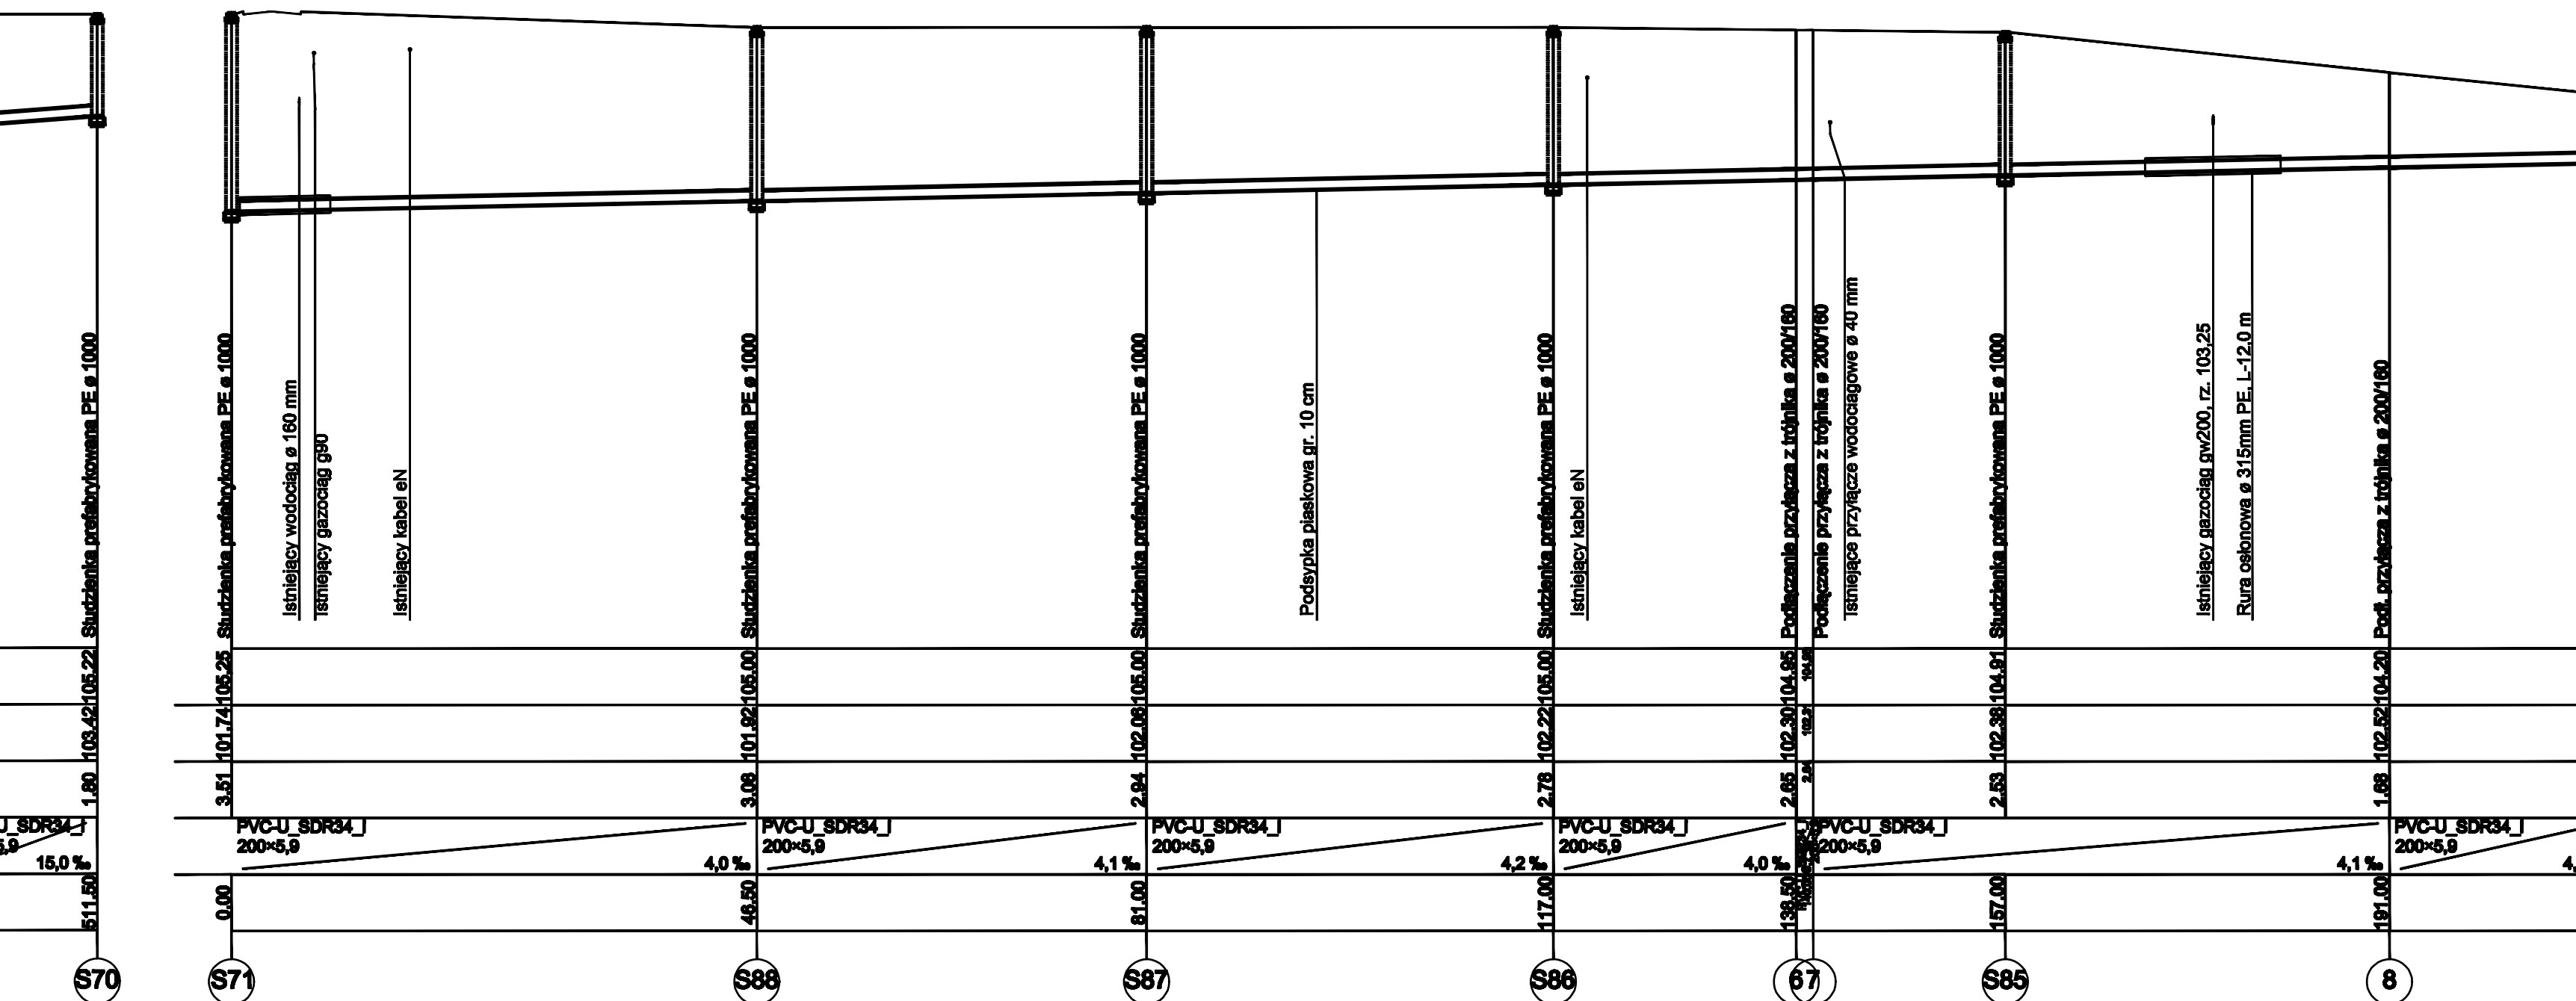 Studzienka prefabrykowana PE ø 1000
Studzienka prefabrykowana PE ø 1000
Istniejący wodociąg ø 160 mm
Istniejący gazociąg g90
Istniejący kabel eN
Studzienka prefabrykowana PE ø 1000
Studzienka prefabrykowana PE ø 1000
Podsypka piaskowa gr. 10 cm
Studzienka prefabrykowana PE ø 1000
Istniejący kabel eN
Podłączenie przyłącza z trójnika ø 200/160
Podłączenie przyłącza z trójnika ø 200/160
Istniejące przyłącze wodociągowe ø 40 mm
Studzienka prefabrykowana PE ø 1000
Istniejący gazociąg gw200, rz. 103,25
Rura osłonowa ø 315mm PE, L-12,0 m
Podł. przyłącza z trójnika ø 200/160
105.22 105.25 105.00 105.00 105.00 104.95 104.91 104.20
103.42 101.74 101.92 102.06 102.22 102.30 102.38 102.52
1.80 3.51 3.08 2.94 2.78 2.65 2.53 1.68
PVC-U_SDR34_I PVC-U_SDR34_I PVC-U_SDR34_I PVC-U_SDR34_I PVC-U_SDR34_I PVC-U_SDR34_I
200×5,9 200×5,9 200×5,9 200×5,9 200×5,9 200×5,9
15,0 ‰ 4,0 ‰ 4,1 ‰ 4,2 ‰ 4,0 ‰ 4,1 ‰
511.50 0.00 46.50 81.00 117.00 138.50 157.00 191.00
S70 S71 S88 S87 S86 6 7 S85 8